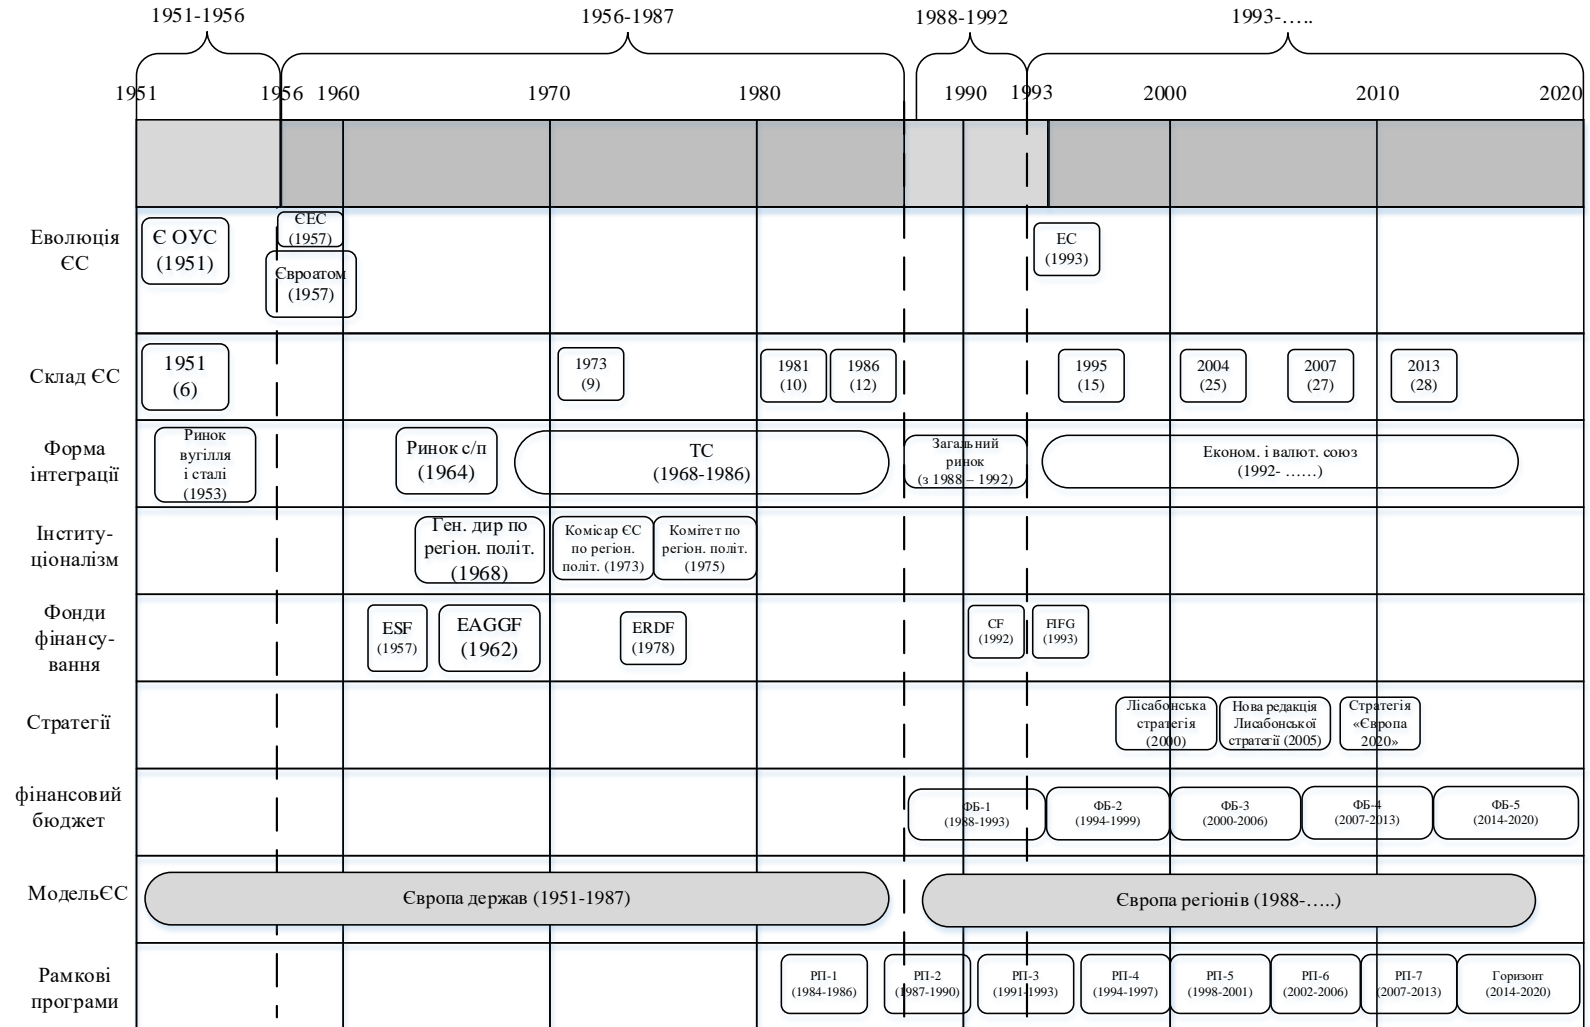 1951-1956
1956-1987
1988-1992
1993-.....
1951
1956
1960
1970
1980
1990
1993
2000
2010
2020
Еволюція
ЄС
Є ОУС
(1951)
ЄЕС
(1957)
Євроатом
(1957)
ЕС
(1993)
Склад ЄС
1951
(6)
1973
(9)
1981
(10)
1986
(12)
1995
(15)
2004
(25)
2007
(27)
2013
(28)
Форма
інтеграції
Ринок
вугілля
і сталі
(1953)
Ринок с/п
(1964)
ТС
(1968-1986)
Загальний
ринок
(з 1988 – 1992)
Економ. і валют. союз
(1992- ……)
Інститу-
ціоналізм
Ген. дир по
регіон. політ.
(1968)
Комісар ЄС
по регіон.
політ. (1973)
Комітет по
регіон. політ.
(1975)
Фонди
фінансу-
вання
ESF
(1957)
EAGGF
(1962)
ERDF
(1978)
CF
(1992)
FIFG
(1993)
Стратегії
Лісабонська
стратегія
(2000)
Нова редакція
Лисабонської
стратегії (2005)
Стратегія
«Європа
2020»
фінансовий
бюджет
ФБ-1
(1988-1993)
ФБ-2
(1994-1999)
ФБ-3
(2000-2006)
ФБ-4
(2007-2013)
ФБ-5
(2014-2020)
МодельЄС
Європа держав (1951-1987)
Європа регіонів (1988-…..)
Рамкові
програми
РП-1
(1984-1986)
РП-2
(1987-1990)
РП-3
(1991-1993)
РП-4
(1994-1997)
РП-5
(1998-2001)
РП-6
(2002-2006)
РП-7
(2007-2013)
Горизонт
(2014-2020)